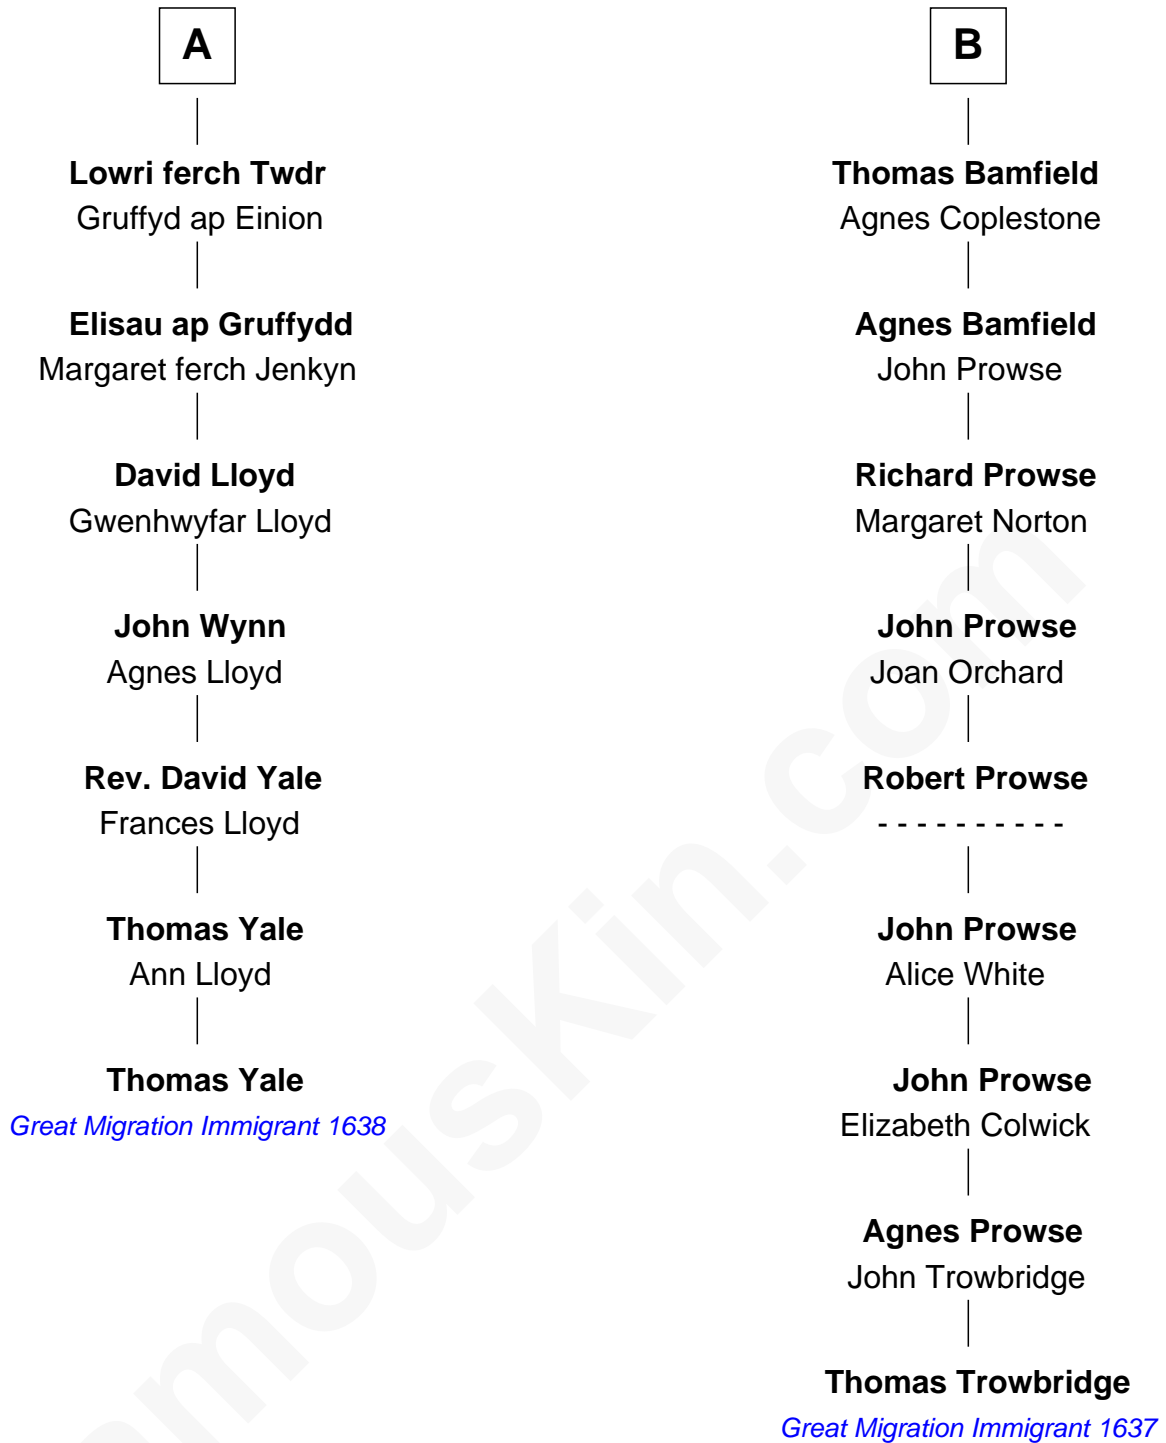 A
Lowri ferch Twdr
Gruffyd ap Einion
Elisau ap Gruffydd
Margaret ferch Jenkyn
David Lloyd
Gwenhwyfar Lloyd
John Wynn
Agnes Lloyd
Rev. David Yale
Frances Lloyd
Thomas Yale
Ann Lloyd
Thomas Yale
Great Migration Immigrant 1638
B
Thomas Bamfield
Agnes Coplestone
Agnes Bamfield
John Prowse
Richard Prowse
Margaret Norton
John Prowse
Joan Orchard
Robert Prowse
- - - - - - - - - -
John Prowse
Alice White
John Prowse
Elizabeth Colwick
Agnes Prowse
John Trowbridge
Thomas Trowbridge
Great Migration Immigrant 1637
amouskin.com